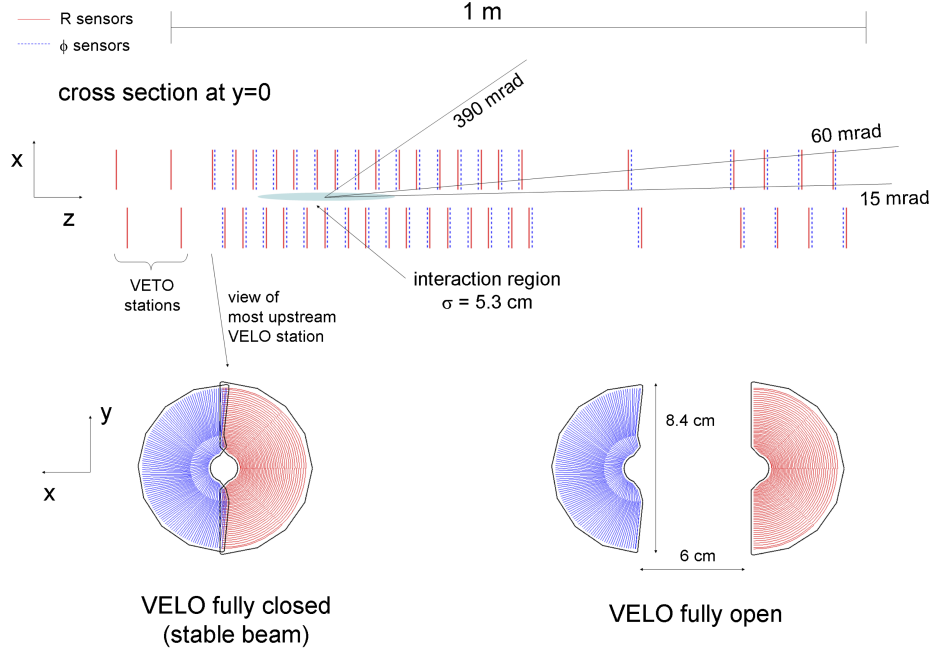 R sensors
ϕ sensors
1 m
cross section at y=0
390 mrad
60 mrad
15 mrad
x
z
VETO
stations
view of
most upstream
VELO station
interaction region
σ = 5.3 cm
y
x
8.4 cm
6 cm
VELO fully closed
(stable beam)
VELO fully open